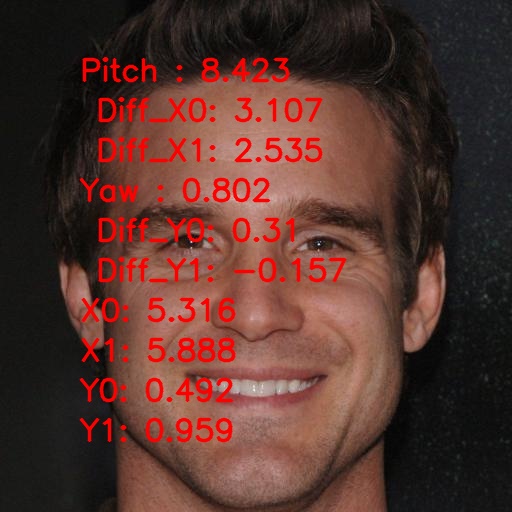 Pitch : 8.423
Diff_X0: 3.107
Diff_X1: 2.535
Yaw : 0.802
Diff_Y0: 0.31
Diff_Y1: -0.157
X0: 5.316
X1: 5.888
Y0: 0.492
Y1: 0.959